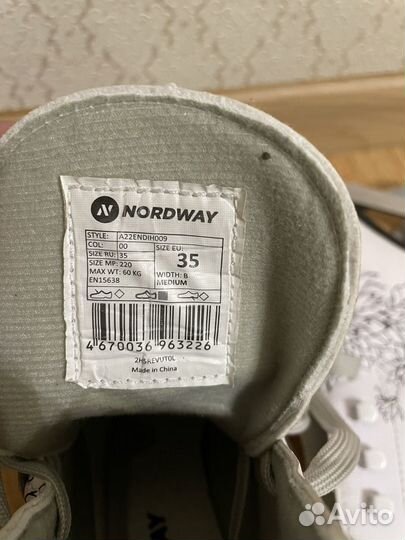 NORDWAY
STYLE: A22ENDIH009
COL: 00 SIZE EU:
SIZE RU: 35 35
SIZE MP: 220
MAX WT: 60 KG WIDTH: B
EN15638 MEDIUM
4 670036 963226
Made in China
Avito